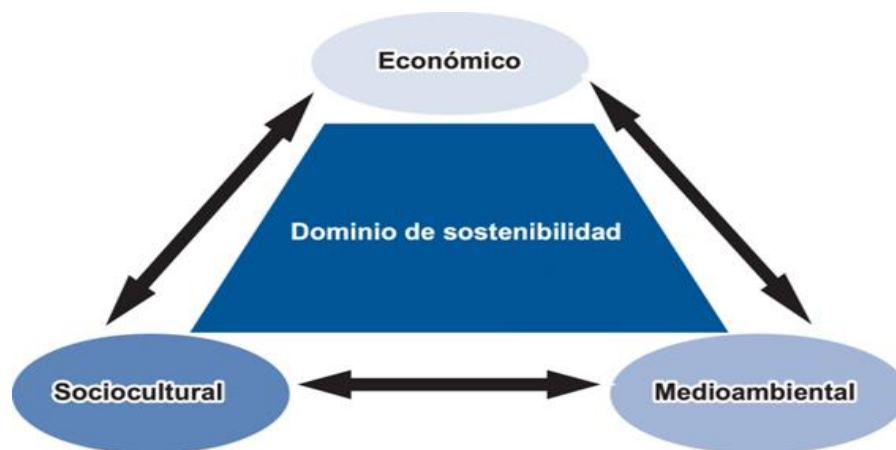 Económico
Dominio de sostenibilidad
Sociocultural
Medioambiental